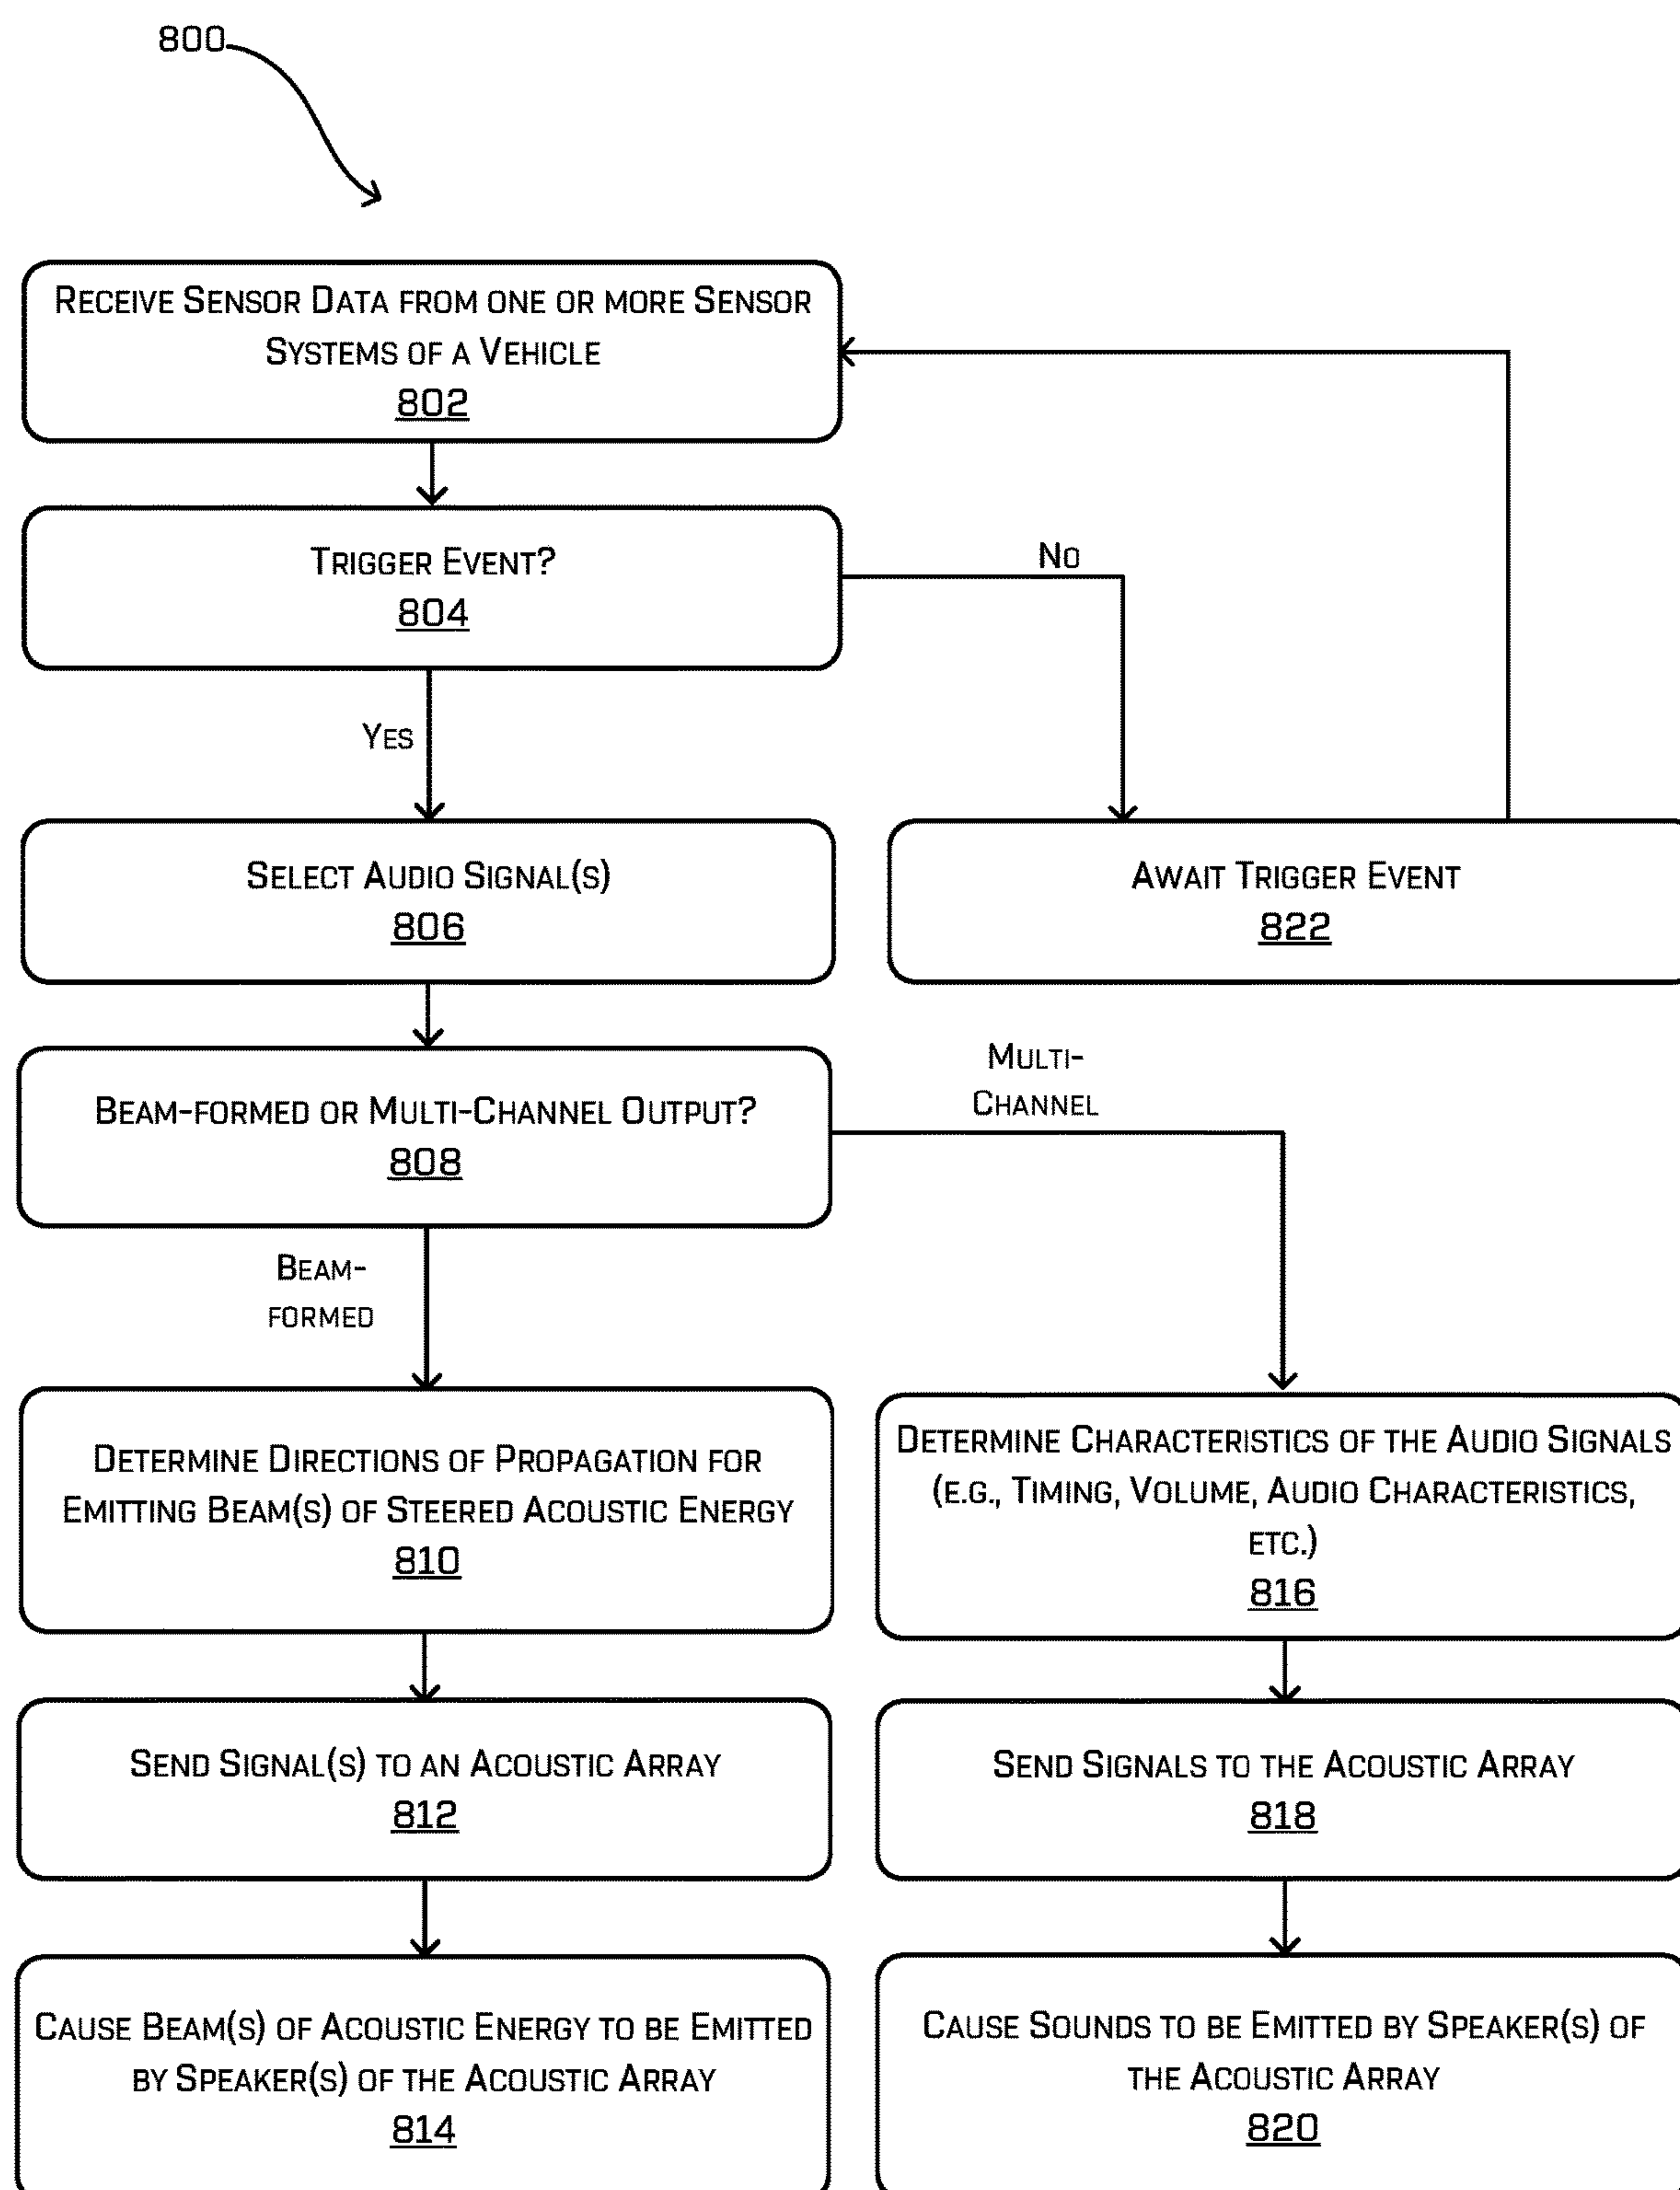 800
RECEIVE SENSOR DATA FROM ONE OR MORE SENSOR
SYSTEMS OF A VEHICLE
802
TRIGGER EVENT?
804
NO
YES
SELECT AUDIO SIGNAL(S)
806
AWAIT TRIGGER EVENT
822
BEAM-FORMED OR MULTI-CHANNEL OUTPUT?
808
MULTI-
CHANNEL
BEAM-
FORMED
DETERMINE DIRECTIONS OF PROPAGATION FOR
EMITTING BEAM(S) OF STEERED ACOUSTIC ENERGY
810
DETERMINE CHARACTERISTICS OF THE AUDIO SIGNALS
(E.G., TIMING, VOLUME, AUDIO CHARACTERISTICS,
ETC.)
816
SEND SIGNAL(S) TO AN ACOUSTIC ARRAY
812
SEND SIGNALS TO THE ACOUSTIC ARRAY
818
CAUSE BEAM(S) OF ACOUSTIC ENERGY TO BE EMITTED
BY SPEAKER(S) OF THE ACOUSTIC ARRAY
814
CAUSE SOUNDS TO BE EMITTED BY SPEAKER(S) OF
THE ACOUSTIC ARRAY
820